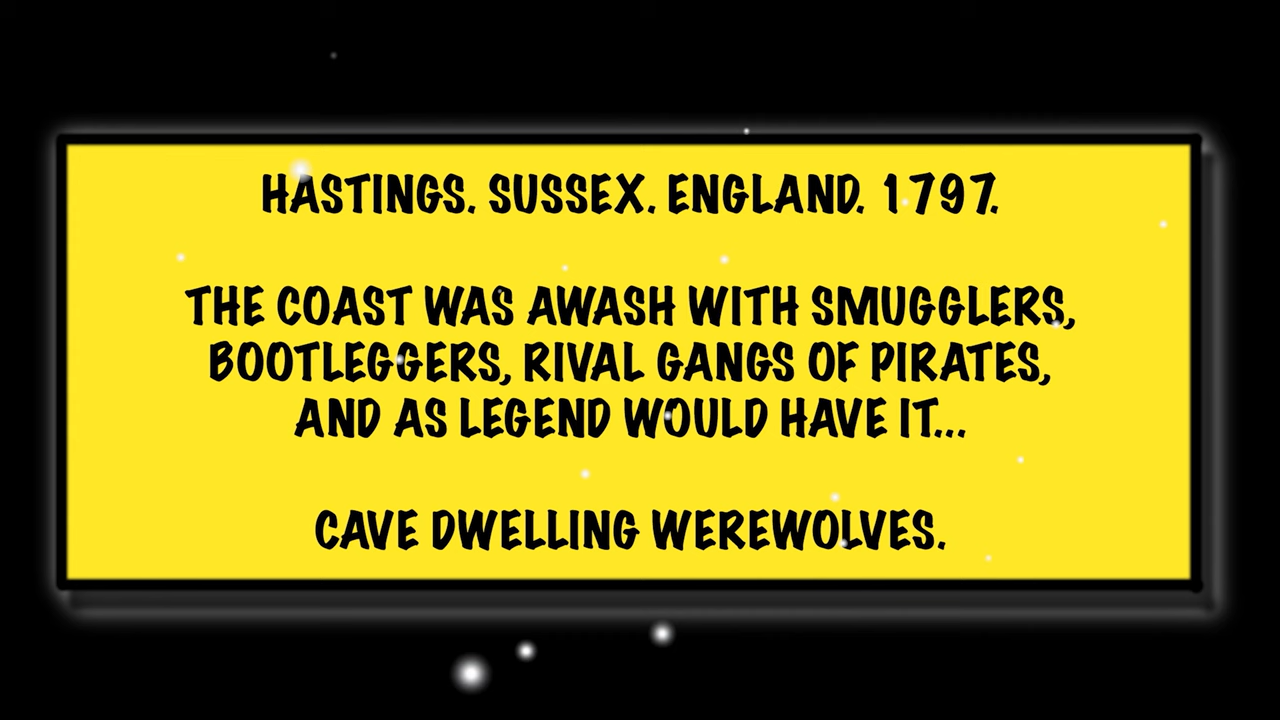 HASTINGS. SUSSEX. ENGLAND. 1797.
THE COAST WAS AWASH WITH SMUGGLERS,
BOOTLEGGERS, RIVAL GANGS OF PIRATES,
AND AS LEGEND WOULD HAVE IT...
CAVE DWELLING WEREWOLVES.